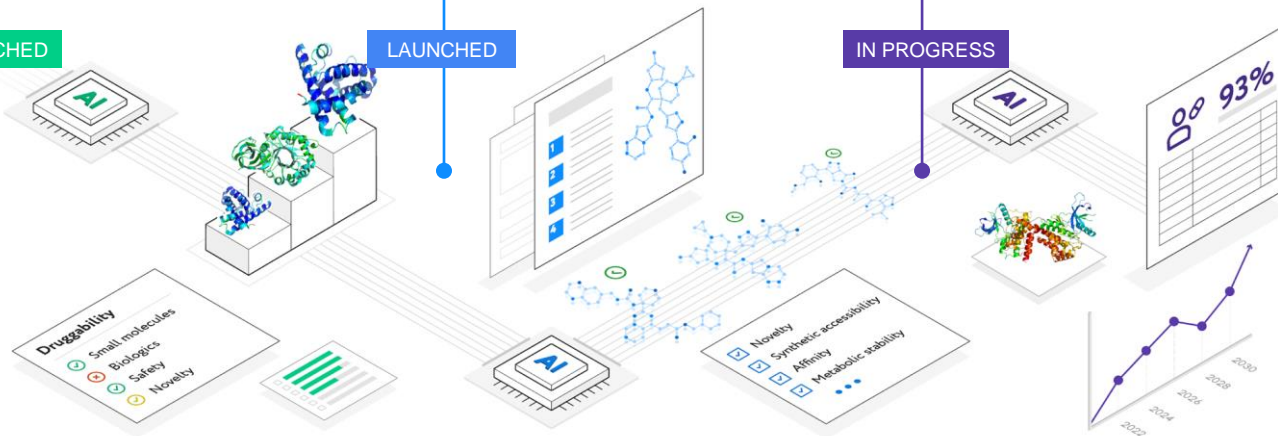 CHED
LAUNCHED
IN PROGRESS
AI
AI
93%
1
2
3
4
Druggability
Small molecules
Biologics
Safety
Novelty
AI
Novelty
Synthetic accessibility
Affinity
Metabolic stability
2022
2024
2026
2028
2030